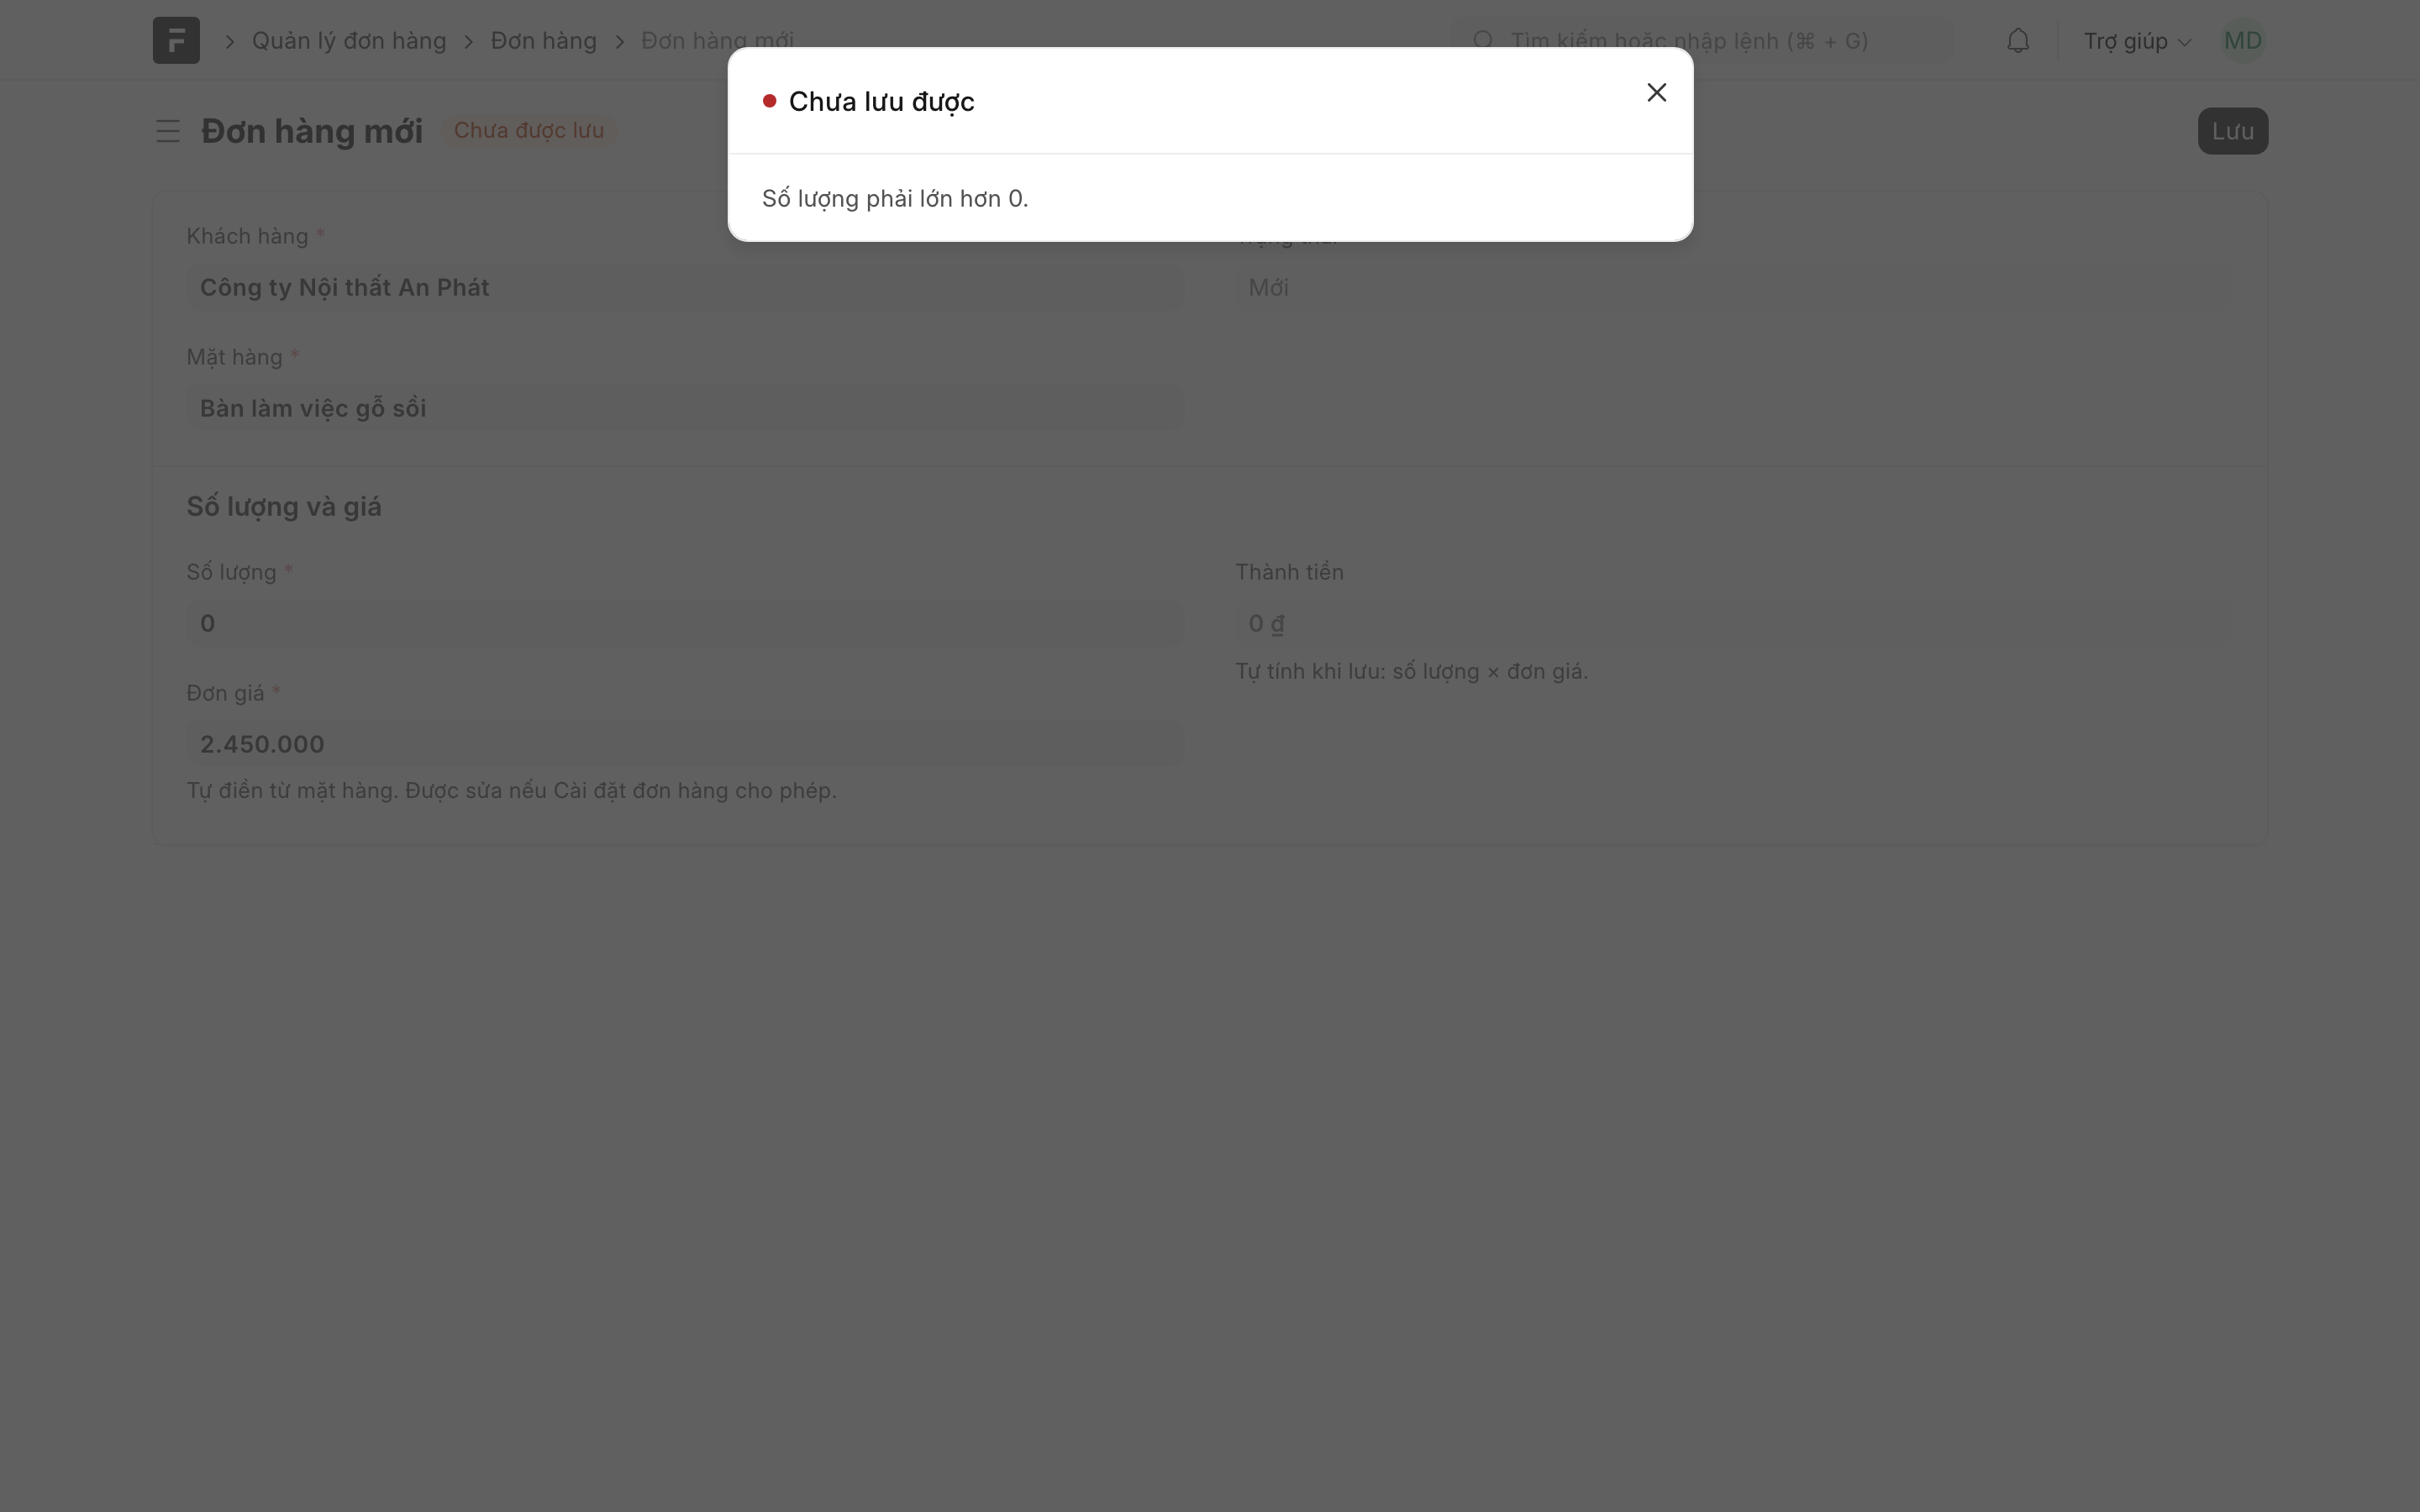 Quản lý đơn hàng > Đơn hàng > Đơn hàng mới
Tìm kiếm hoặc nhập lệnh (⌘ + G)
Trợ giúp
MD
Chưa lưu được
Số lượng phải lớn hơn 0.
Đơn hàng mới
Chưa được lưu
Lưu
Khách hàng *
Công ty Nội thất An Phát
Mới
Mặt hàng *
Bàn làm việc gỗ sồi
Số lượng và giá
Số lượng *
0
Thành tiền
0 ₫
Tự tính khi lưu: số lượng × đơn giá.
Đơn giá *
2.450.000
Tự điền từ mặt hàng. Được sửa nếu Cài đặt đơn hàng cho phép.